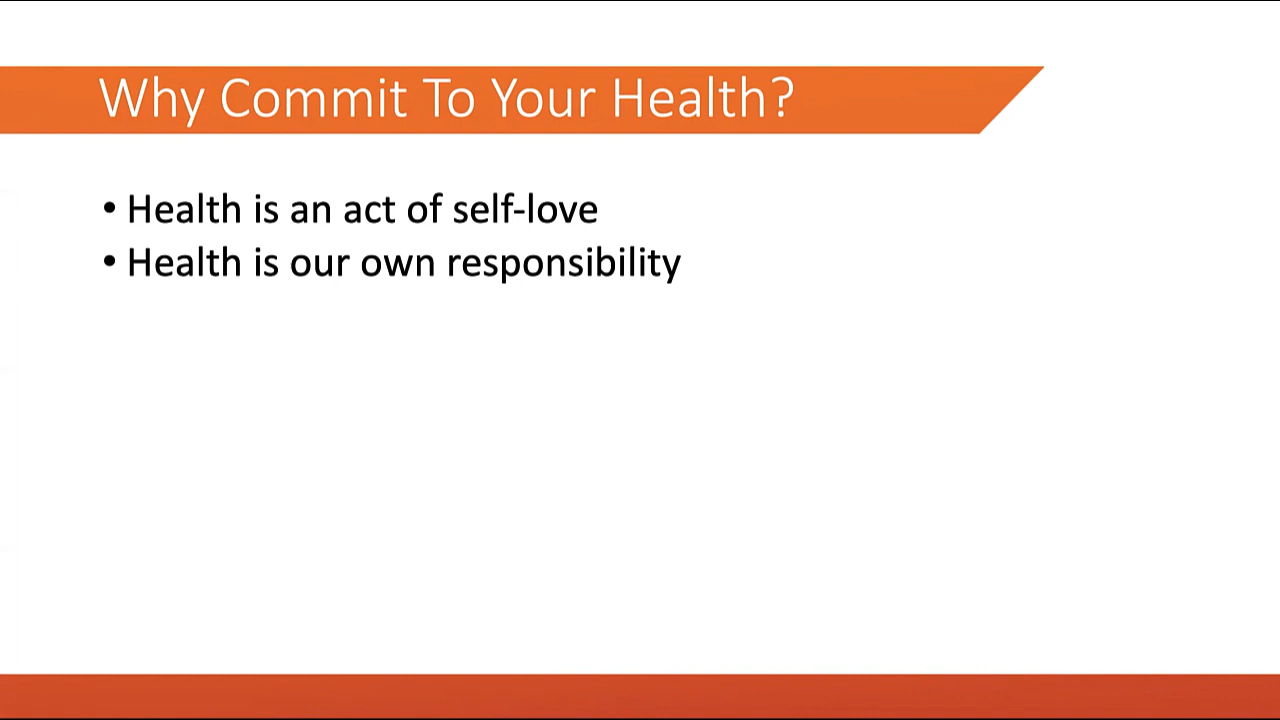 Why Commit To Your Health?
• Health is an act of self-love
• Health is our own responsibility